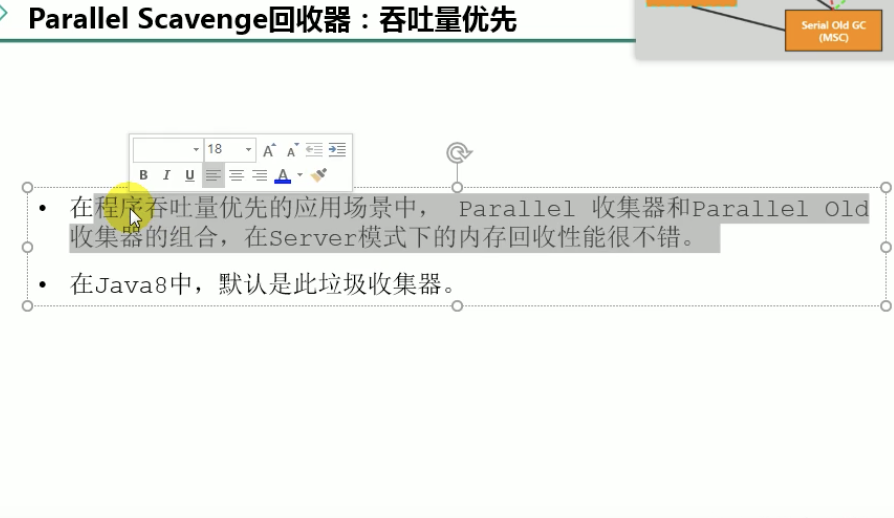 Parallel Scavenge回收器：吞吐量优先
Serial Old GC
(MSC)
18
A A
B I U A
• 在程序吞吐量优先的应用场景中， Parallel 收集器和Parallel Old
收集器的组合，在Server模式下的内存回收性能很不错。
• 在Java8中，默认是此垃圾收集器。